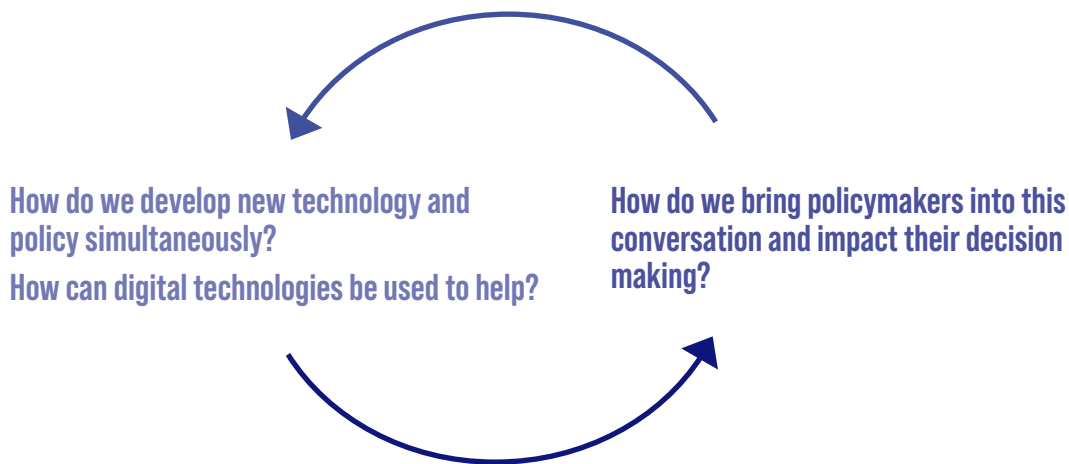 How do we develop new technology and
policy simultaneously?
How can digital technologies be used to help?
How do we bring policymakers into this
conversation and impact their decision
making?